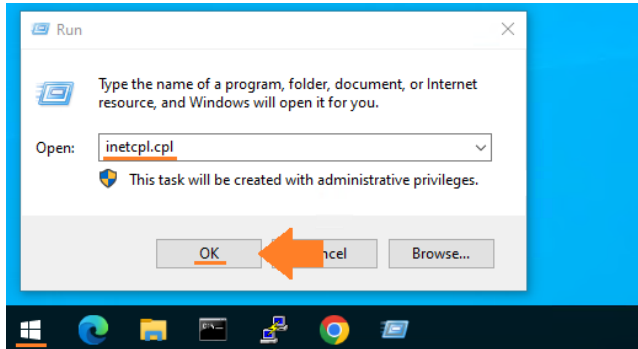 Run
Type the name of a program, folder, document, or Internet
resource, and Windows will open it for you.
Open:
inetcpl.cpl
This task will be created with administrative privileges.
OK
ncel
Browse...